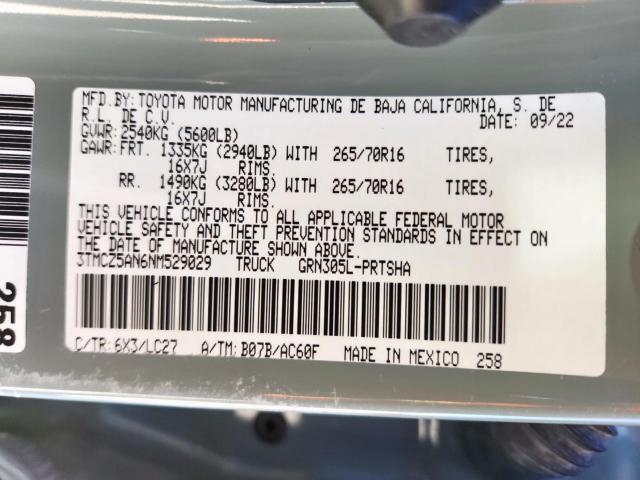 MFD.BY:TOYOTA MOTOR MANUFACTURING DE BAJA CALIFORNIA, S. DE
R.L. DE C.V. DATE: 09/22
GVWR:2540KG (5600LB)
GAWR:FRT. 1335KG (2940LB) WITH 265/70R16 TIRES,
16X7J RIMS.
RR. 1490KG (3280LB) WITH 265/70R16 TIRES,
16X7J RIMS.
THIS VEHICLE CONFORMS TO ALL APPLICABLE FEDERAL MOTOR
VEHICLE SAFETY AND THEFT PREVENTION STANDARDS IN EFFECT ON
THE DATE OF MANUFACTURE SHOWN ABOVE.
3TMCZ5AN6NM529029 TRUCK GRN305L-PRTSHA
C/TR:6X3/LC27 A/TM:B07B/AC60F MADE IN MEXICO 258
258